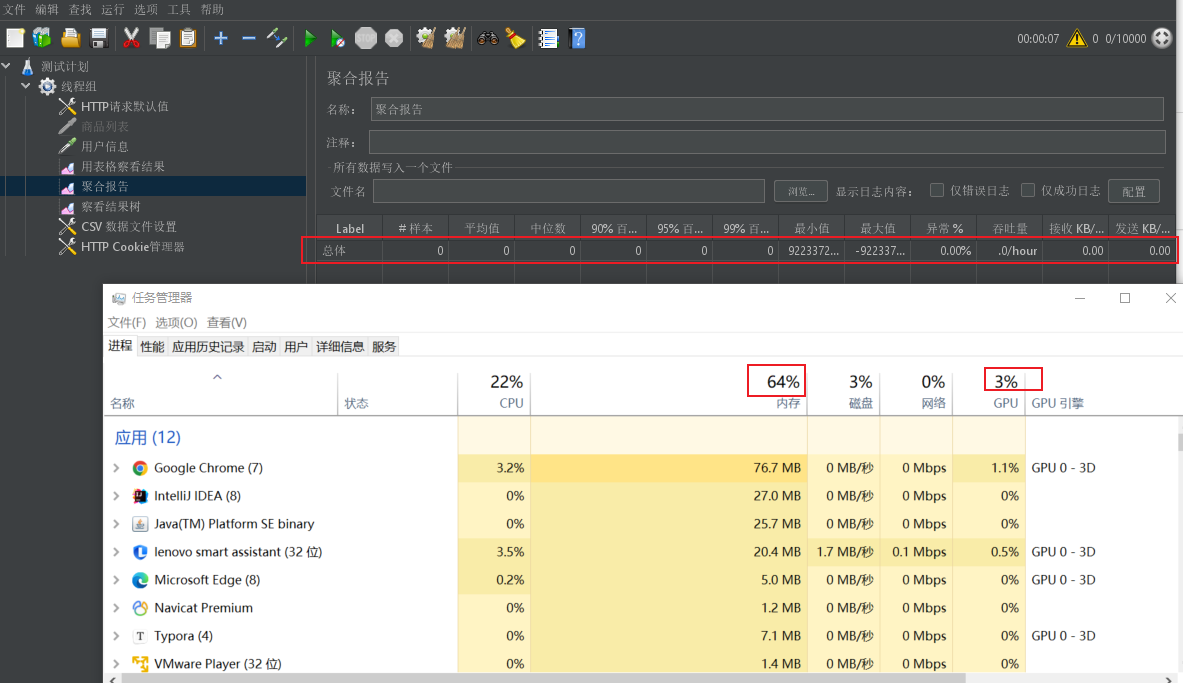 文件 编辑 查找 运行 选项 工具 帮助
STOP
00:00:07 0 0/10000
测试计划
线程组
HTTP请求默认值
商品列表
用户信息
用表格察看结果
聚合报告
察看结果树
CSV 数据文件设置
HTTP Cookie管理器
聚合报告
名称： 聚合报告
注释：
所有数据写入一个文件
文件名 浏览... 显示日志内容： 仅错误日志 仅成功日志 配置
Label # 样本 平均值 中位数 90% 百... 95% 百... 99% 百... 最小值 最大值 异常 % 吞吐量 接收 KB/... 发送 KB/...
总体 0 0 0 0 0 0 9223372... -922337... 0.00% .0/hour 0.00 0.00
任务管理器
文件(F) 选项(O) 查看(V)
进程 性能 应用历史记录 启动 用户 详细信息 服务
22% 64% 3% 0% 3%
名称 状态 CPU 内存 磁盘 网络 GPU GPU 引擎
应用 (12)
Google Chrome (7) 3.2% 76.7 MB 0 MB/秒 0 Mbps 1.1% GPU 0 - 3D
IntelliJ IDEA (8) 0% 27.0 MB 0 MB/秒 0 Mbps 0%
Java(TM) Platform SE binary 0% 25.7 MB 0 MB/秒 0 Mbps 0%
lenovo smart assistant (32 位) 3.5% 20.4 MB 1.7 MB/秒 0.1 Mbps 0.5% GPU 0 - 3D
Microsoft Edge (8) 0.2% 5.0 MB 0 MB/秒 0 Mbps 0% GPU 0 - 3D
Navicat Premium 0% 1.2 MB 0 MB/秒 0 Mbps 0%
Typora (4) 0% 7.1 MB 0 MB/秒 0 Mbps 0% GPU 0 - 3D
VMware Player (32 位) 0% 1.4 MB 0 MB/秒 0 Mbps 0%